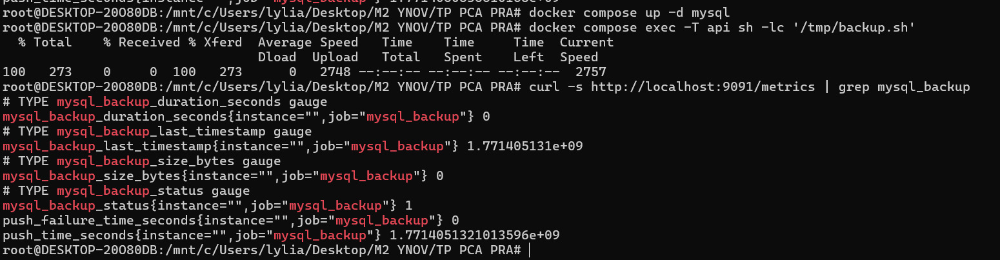 push_time_seconds{instance="",job="mysql_backup"}
root@DESKTOP-20O80DB:/mnt/c/Users/lylia/Desktop/M2 YNOV/TP PCA PRA# docker compose up -d mysql
root@DESKTOP-20O80DB:/mnt/c/Users/lylia/Desktop/M2 YNOV/TP PCA PRA# docker compose exec -T api sh -lc '/tmp/backup.sh'
  % Total    % Received % Xferd  Average Speed   Time    Time     Time  Current
                                 Dload  Upload   Total   Spent    Left  Speed
100   273    0     0  100   273      0   2748 --:--:-- --:--:-- --:--:--  2757
root@DESKTOP-20O80DB:/mnt/c/Users/lylia/Desktop/M2 YNOV/TP PCA PRA# curl -s http://localhost:9091/metrics | grep mysql_backup
# TYPE mysql_backup_duration_seconds gauge
mysql_backup_duration_seconds{instance="",job="mysql_backup"} 0
# TYPE mysql_backup_last_timestamp gauge
mysql_backup_last_timestamp{instance="",job="mysql_backup"} 1.771405131e+09
# TYPE mysql_backup_size_bytes gauge
mysql_backup_size_bytes{instance="",job="mysql_backup"} 0
# TYPE mysql_backup_status gauge
mysql_backup_status{instance="",job="mysql_backup"} 1
push_failure_time_seconds{instance="",job="mysql_backup"} 0
push_time_seconds{instance="",job="mysql_backup"} 1.7714051321013596e+09
root@DESKTOP-20O80DB:/mnt/c/Users/lylia/Desktop/M2 YNOV/TP PCA PRA#